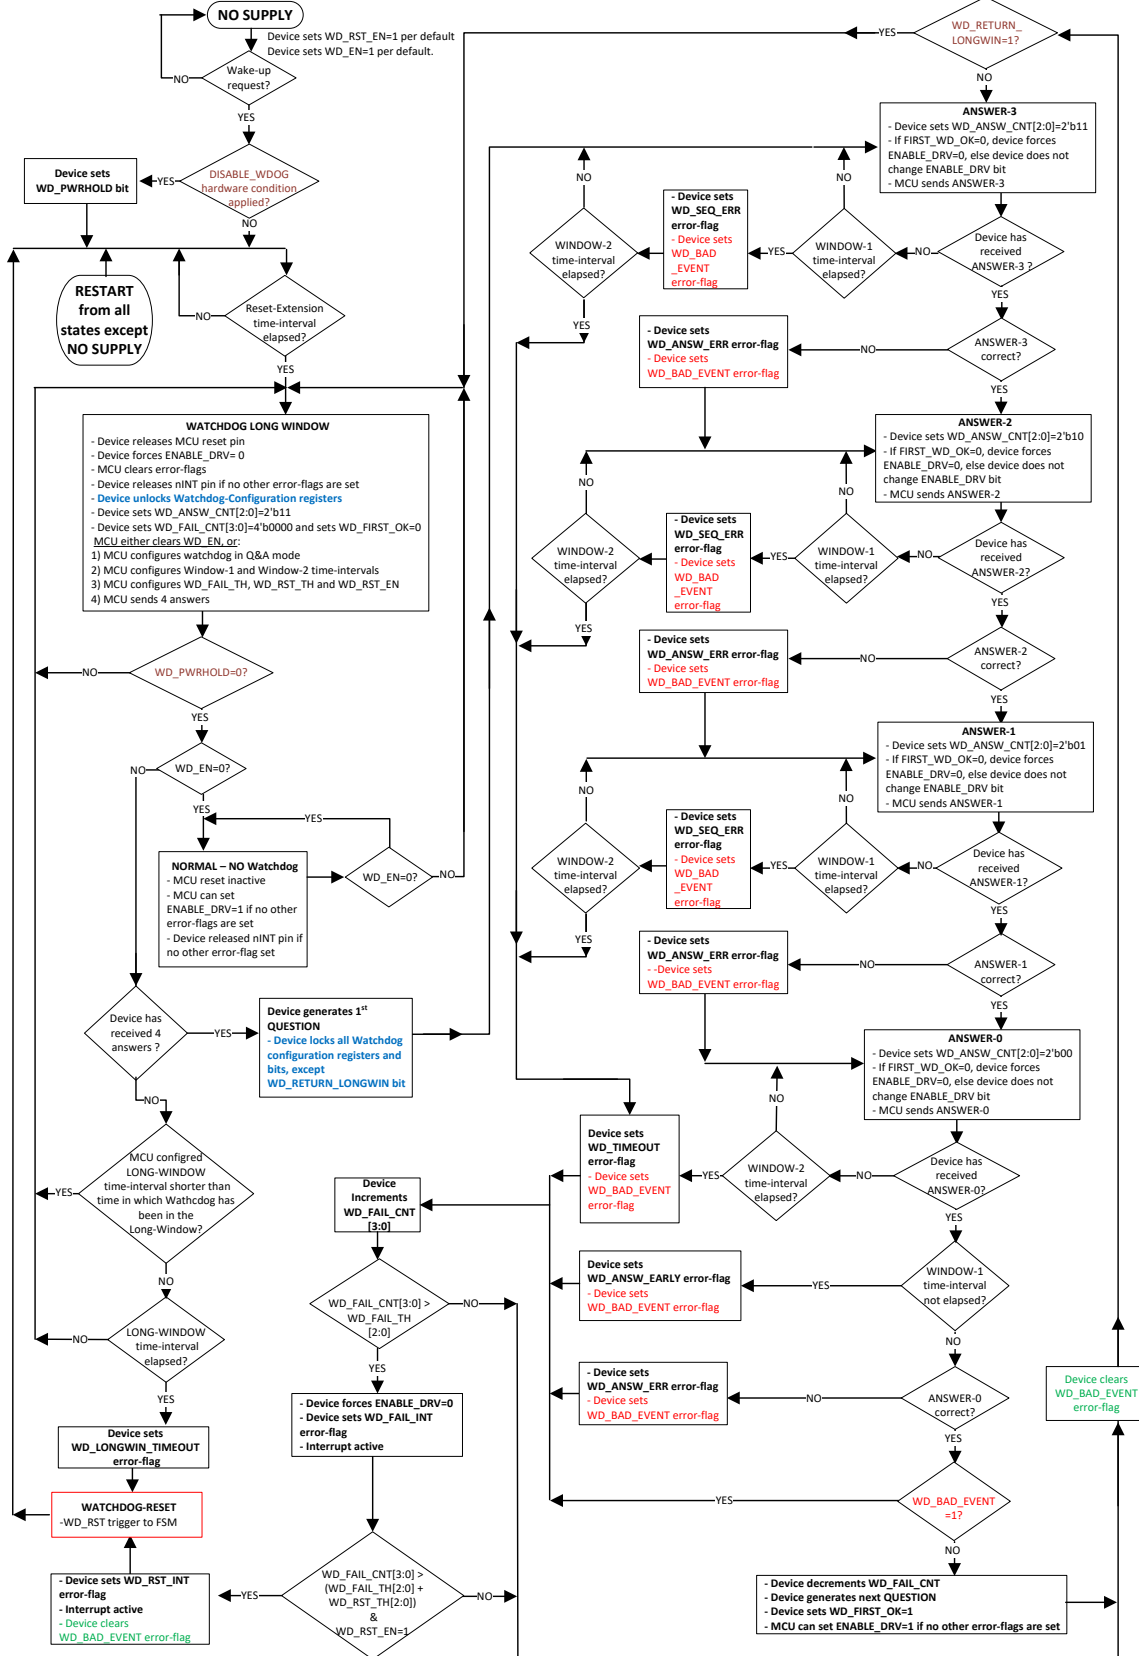 NO SUPPLY
Device sets WD_RST_EN=1 per default
Device sets WD_EN=1 per default.
Wake-up
request?
NO
YES
DISABLE_WDOG
hardware condition
applied?
YES
Device sets
WD_PWRHOLD bit
NO
RESTART
from all
states except
NO SUPPLY
Reset-Extension
time-interval
elapsed?
NO
YES
WATCHDOG LONG WINDOW
- Device releases MCU reset pin
- Device forces ENABLE_DRV= 0
- MCU clears error-flags
- Device releases nINT pin if no other error-flags are set
- Device unlocks Watchdog-Configuration registers
- Device sets WD_ANSW_CNT[2:0]=2'b11
- Device sets WD_FAIL_CNT[3:0]=4'b0000 and sets WD_FIRST_OK=0
MCU either clears WD_EN, or:
1) MCU configures watchdog in Q&A mode
2) MCU configures Window-1 and Window-2 time-intervals
3) MCU configures WD_FAIL_TH, WD_RST_TH and WD_RST_EN
4) MCU sends 4 answers
WD_PWRHOLD=0?
NO
YES
WD_EN=0?
NO
YES
YES
NORMAL – NO Watchdog
- MCU reset inactive
- MCU can set
ENABLE_DRV=1 if no other
error-flags are set
- Device released nINT pin if
no other error-flag set
WD_EN=0?
NO
Device has
received 4
answers ?
YES
Device generates 1st
QUESTION
- Device locks all Watchdog
configuration registers and
bits, except
WD_RETURN_LONGWIN bit
NO
MCU configred
LONG-WINDOW
time-interval shorter than
time in which Wathcdog has
been in the
Long-Window?
YES
NO
LONG-WINDOW
time-interval
elapsed?
NO
YES
Device sets
WD_LONGWIN_TIMEOUT
error-flag
WATCHDOG-RESET
-WD_RST trigger to FSM
- Device sets WD_RST_INT
error-flag
- Interrupt active
- Device clears
WD_BAD_EVENT error-flag
YES
WD_FAIL_CNT[3:0] >
(WD_FAIL_TH[2:0] +
WD_RST_TH[2:0])
&
WD_RST_EN=1
NO
Device
Increments
WD_FAIL_CNT
[3:0]
WD_FAIL_CNT[3:0] >
WD_FAIL_TH
[2:0]
NO
YES
- Device forces ENABLE_DRV=0
- Device sets WD_FAIL_INT
error-flag
- Interrupt active
WD_RETURN_
LONGWIN=1?
YES
NO
ANSWER-3
- Device sets WD_ANSW_CNT[2:0]=2'b11
- If FIRST_WD_OK=0, device forces
ENABLE_DRV=0, else device does not
change ENABLE_DRV bit
- MCU sends ANSWER-3
NO
NO
WINDOW-2
time-interval
elapsed?
- Device sets
WD_SEQ_ERR
error-flag
- Device sets
WD_BAD
_EVENT
error-flag
YES
WINDOW-1
time-interval
elapsed?
NO
Device has
received
ANSWER-3 ?
YES
YES
- Device sets
WD_ANSW_ERR error-flag
- Device sets
WD_BAD_EVENT error-flag
NO
ANSWER-3
correct?
YES
ANSWER-2
- Device sets WD_ANSW_CNT[2:0]=2'b10
- If FIRST_WD_OK=0, device forces
ENABLE_DRV=0, else device does not
change ENABLE_DRV bit
- MCU sends ANSWER-2
NO
NO
WINDOW-2
time-interval
elapsed?
- Device sets
WD_SEQ_ERR
error-flag
- Device sets
WD_BAD
_EVENT
error-flag
YES
WINDOW-1
time-interval
elapsed?
NO
Device has
received
ANSWER-2?
YES
YES
- Device sets
WD_ANSW_ERR error-flag
- Device sets
WD_BAD_EVENT error-flag
NO
ANSWER-2
correct?
YES
ANSWER-1
- Device sets WD_ANSW_CNT[2:0]=2'b01
- If FIRST_WD_OK=0, device forces
ENABLE_DRV=0, else device does not
change ENABLE_DRV bit
- MCU sends ANSWER-1
NO
NO
WINDOW-2
time-interval
elapsed?
- Device sets
WD_SEQ_ERR
error-flag
- Device sets
WD_BAD
_EVENT
error-flag
YES
WINDOW-1
time-interval
elapsed?
NO
Device has
received
ANSWER-1?
YES
YES
- Device sets
WD_ANSW_ERR error-flag
- -Device sets
WD_BAD_EVENT error-flag
NO
ANSWER-1
correct?
YES
ANSWER-0
- Device sets WD_ANSW_CNT[2:0]=2'b00
- If FIRST_WD_OK=0, device forces
ENABLE_DRV=0, else device does not
change ENABLE_DRV bit
- MCU sends ANSWER-0
NO
Device sets
WD_TIMEOUT
error-flag
- Device sets
WD_BAD_EVENT
error-flag
YES
WINDOW-2
time-interval
elapsed?
NO
Device has
received
ANSWER-0?
YES
Device sets
WD_ANSW_EARLY error-flag
- Device sets
WD_BAD_EVENT error-flag
YES
WINDOW-1
time-interval
not elapsed?
NO
- Device sets
WD_ANSW_ERR error-flag
- Device sets
WD_BAD_EVENT error-flag
NO
ANSWER-0
correct?
YES
Device clears
WD_BAD_EVENT
error-flag
YES
WD_BAD_EVENT
=1?
NO
- Device decrements WD_FAIL_CNT
- Device generates next QUESTION
- Device sets WD_FIRST_OK=1
- MCU can set ENABLE_DRV=1 if no other error-flags are set